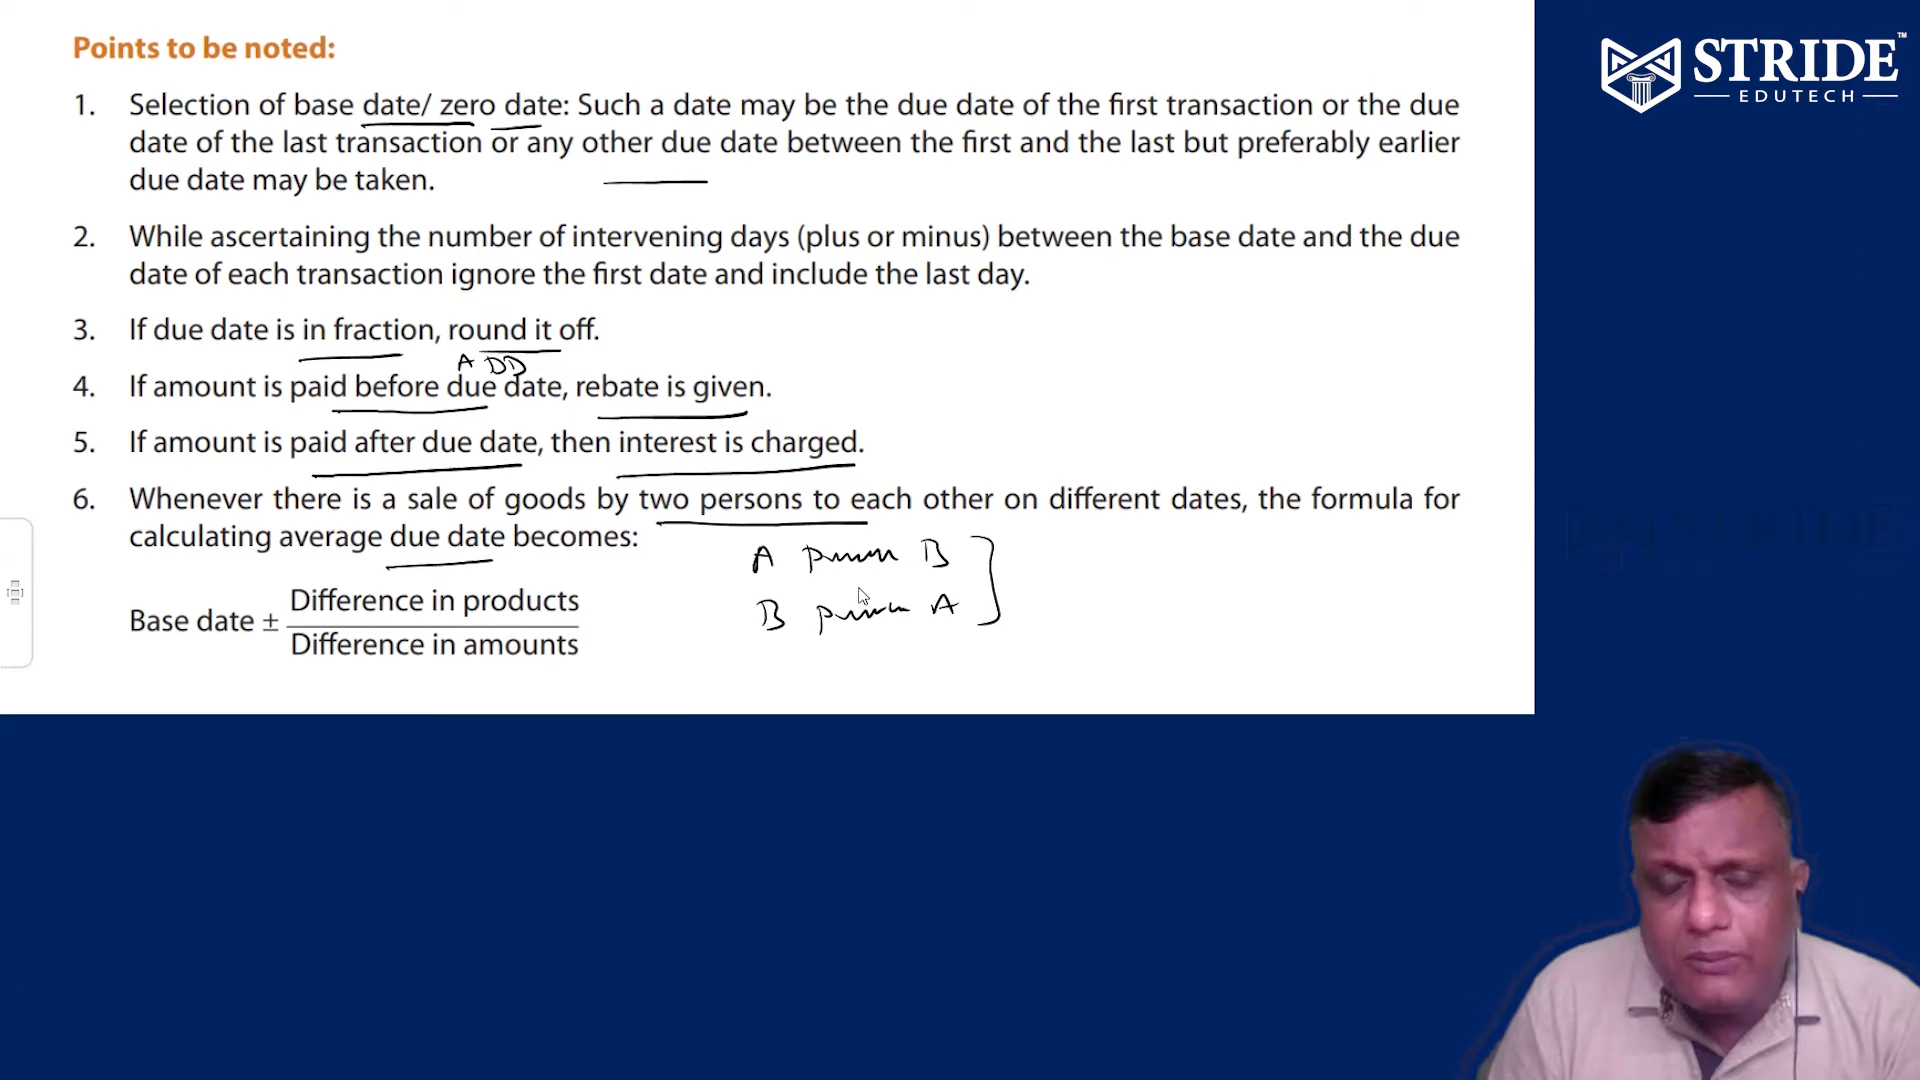 Points to be noted:
STRIDE™
EDUTECH
1. Selection of base date/ zero date: Such a date may be the due date of the first transaction or the due
date of the last transaction or any other due date between the first and the last but preferably earlier
due date may be taken.
2. While ascertaining the number of intervening days (plus or minus) between the base date and the due
date of each transaction ignore the first date and include the last day.
3. If due date is in fraction, round it off.
A DD
4. If amount is paid before due date, rebate is given.
5. If amount is paid after due date, then interest is charged.
6. Whenever there is a sale of goods by two persons to each other on different dates, the formula for
calculating average due date becomes:
A B
B A
Difference in products
Base date ±
Difference in amounts